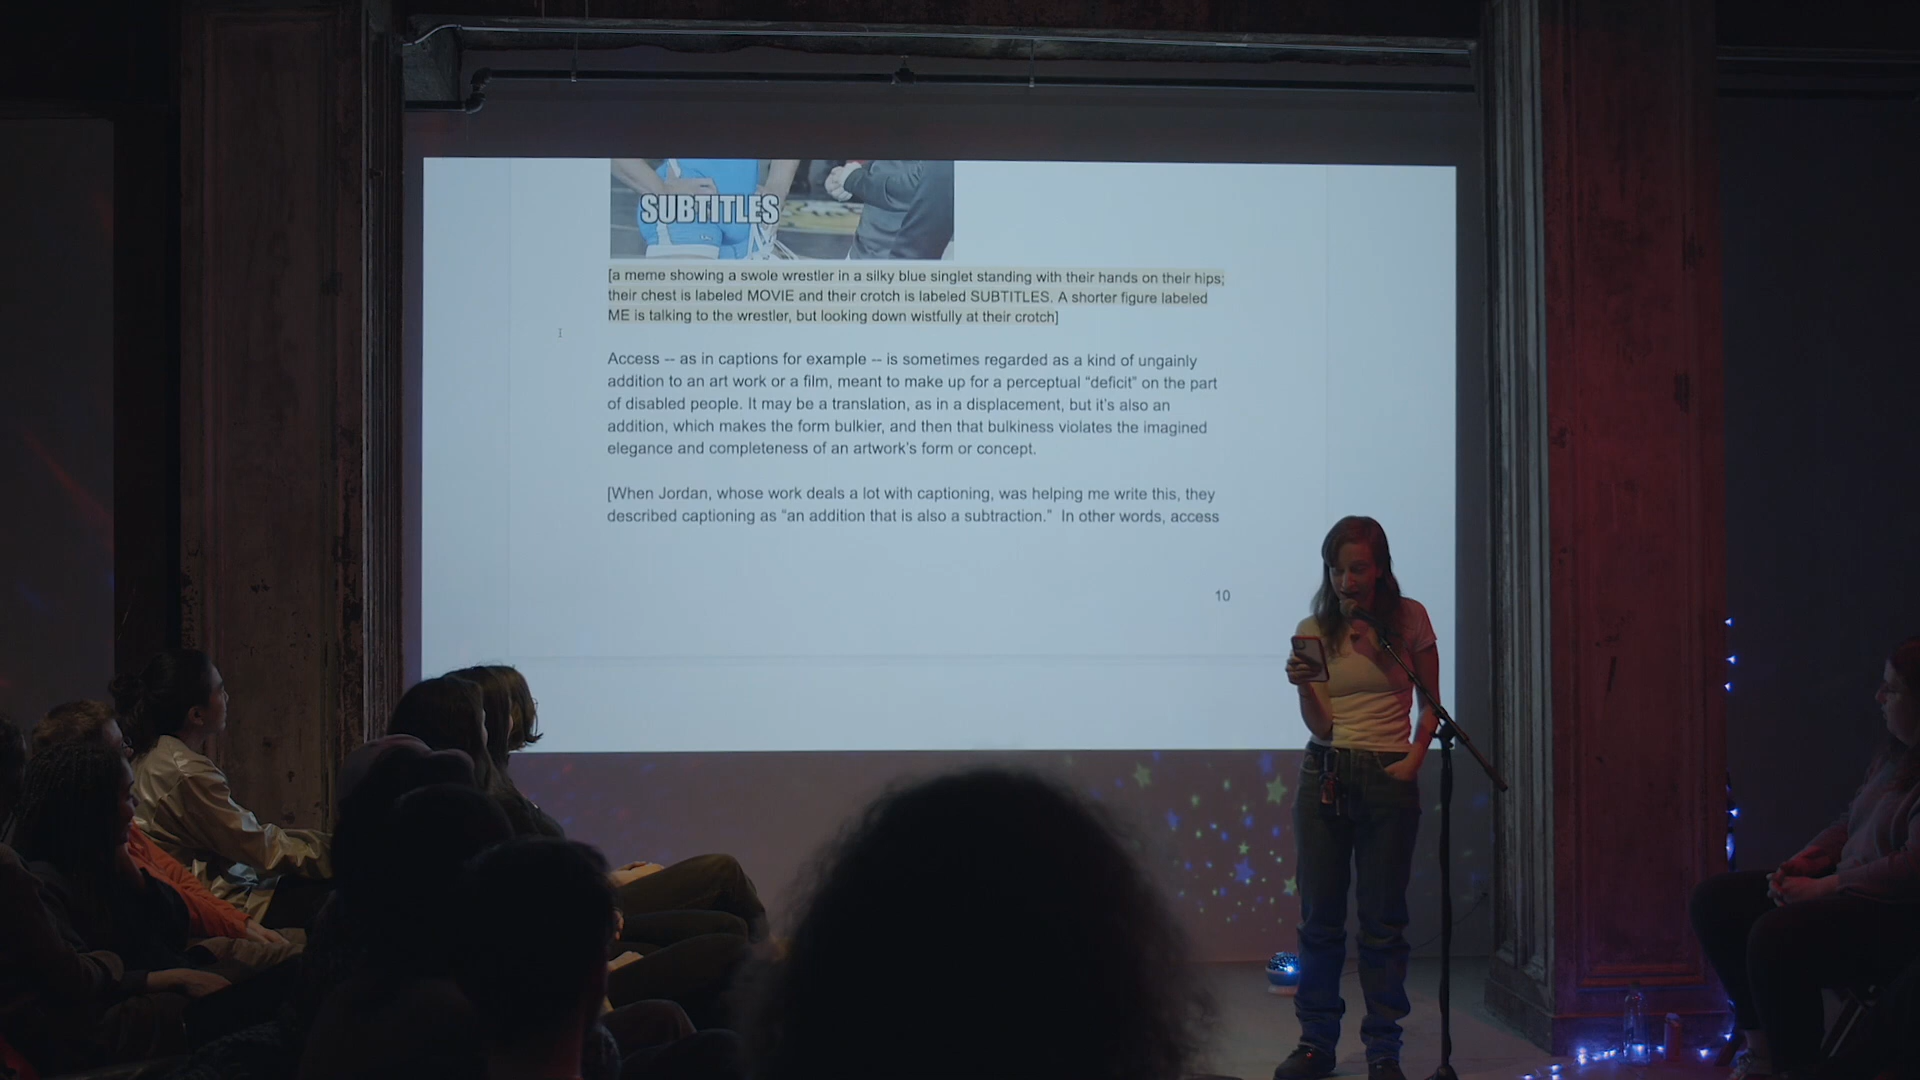 SUBTITLES
[a meme showing a swole wrestler in a silky blue singlet standing with their hands on their hips;
their chest is labeled MOVIE and their crotch is labeled SUBTITLES. A shorter figure labeled
ME is talking to the wrestler, but looking down wistfully at their crotch]
Access -- as in captions for example -- is sometimes regarded as a kind of ungainly
addition to an art work or a film, meant to make up for a perceptual “deficit” on the part
of disabled people. It may be a translation, as in a displacement, but it’s also an
addition, which makes the form bulkier, and then that bulkiness violates the imagined
elegance and completeness of an artwork’s form or concept.
[When Jordan, whose work deals a lot with captioning, was helping me write this, they
described captioning as “an addition that is also a subtraction.”  In other words, access
10